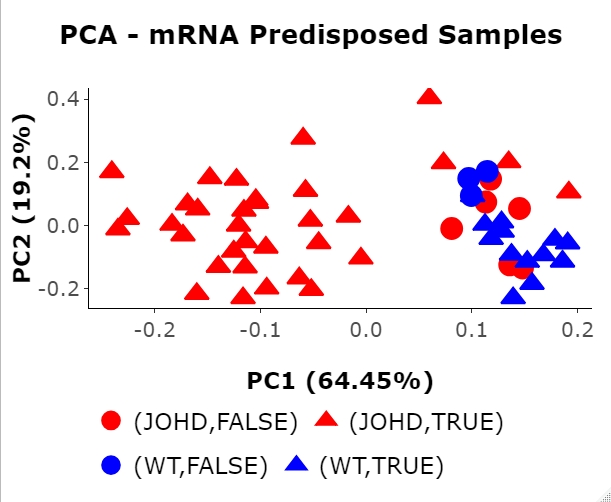 PCA - mRNA Predisposed Samples
0.4
0.2
0.0
-0.2
PC2 (19.2%)
-0.2 -0.1 0.0 0.1 0.2
PC1 (64.45%)
(JOHD,FALSE) (JOHD,TRUE)
(WT,FALSE) (WT,TRUE)